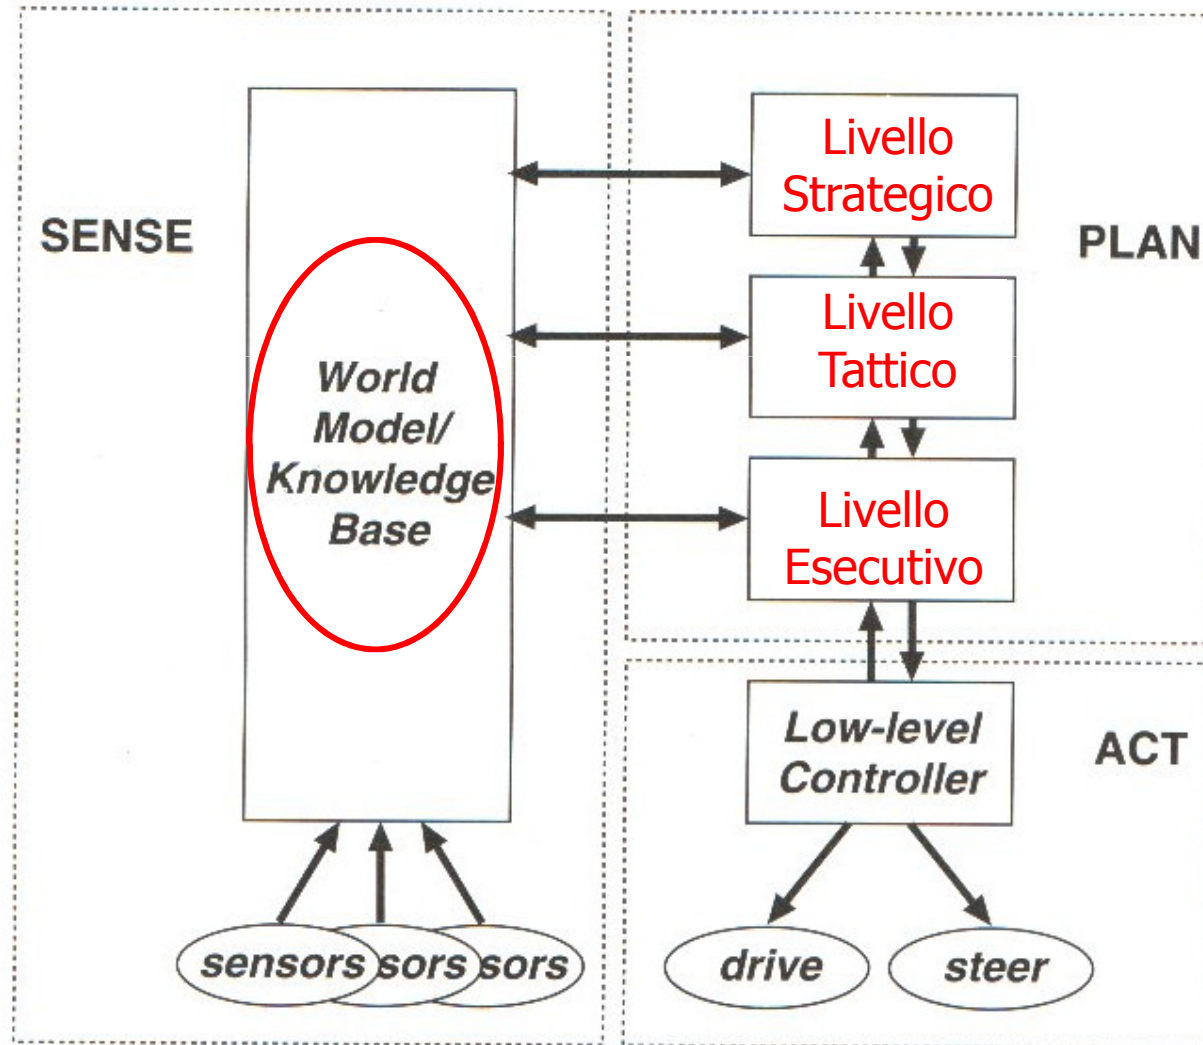 SENSE
World
Model/
Knowledge
Base
sensors sors sors
Livello
Strategico
PLAN
Livello
Tattico
Livello
Esecutivo
Low-level
Controller
ACT
drive
steer